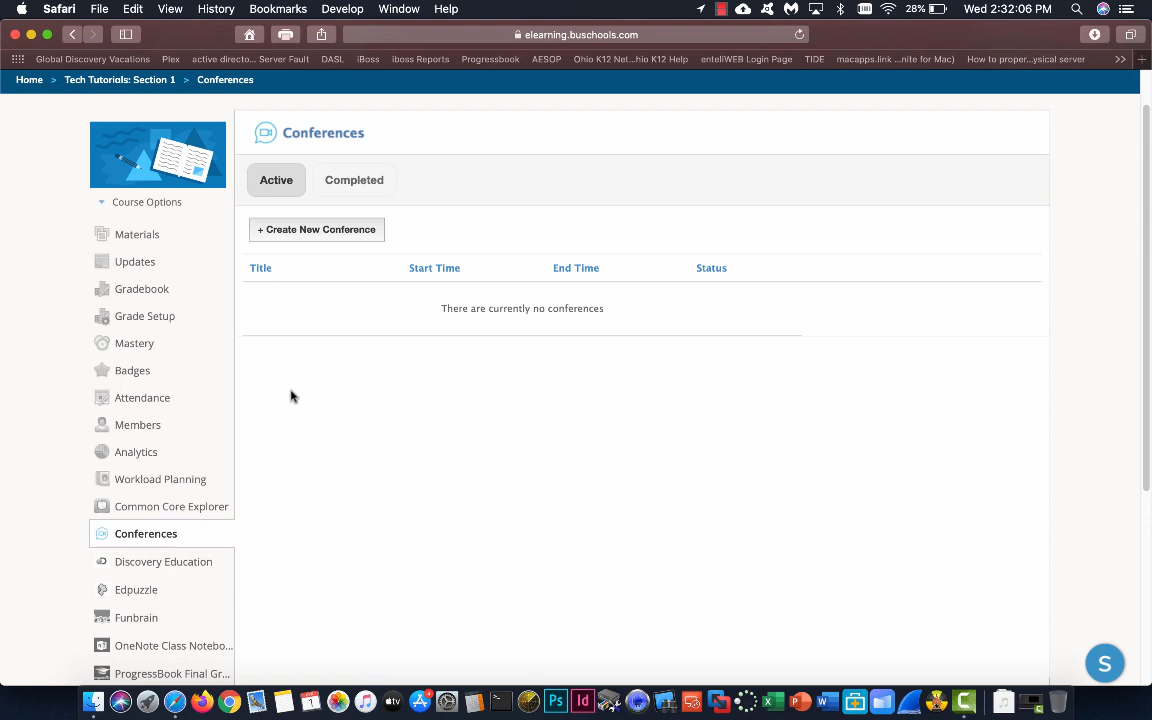 Safari File Edit View History Bookmarks Develop Window Help 28% Wed 2:32:06 PM
elearning.buschools.com
Global Discovery Vacations Plex active directo... Server Fault DASL iBoss iboss Reports Progressbook AESOP Ohio K12 Net...hio K12 Help enteliWEB Login Page TIDE macapps.link ...nite for Mac) How to proper...ysical server >> +
Home > Tech Tutorials: Section 1 > Conferences
Conferences
Active Completed
Course Options
+ Create New Conference
Materials
Updates
Title Start Time End Time Status
Gradebook
There are currently no conferences
Grade Setup
Mastery
Badges
Attendance
Members
Analytics
Workload Planning
Common Core Explorer
Conferences
Discovery Education
Edpuzzle
Funbrain
OneNote Class Notebo...
S
ProgressBook Final Gr...
4
1
tv
Ps
Id
X
P
W
C